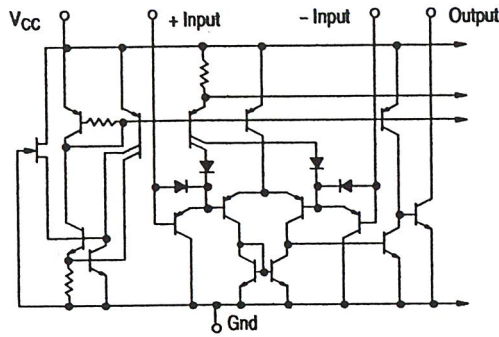 VCC
+ Input
– Input
Output
Gnd